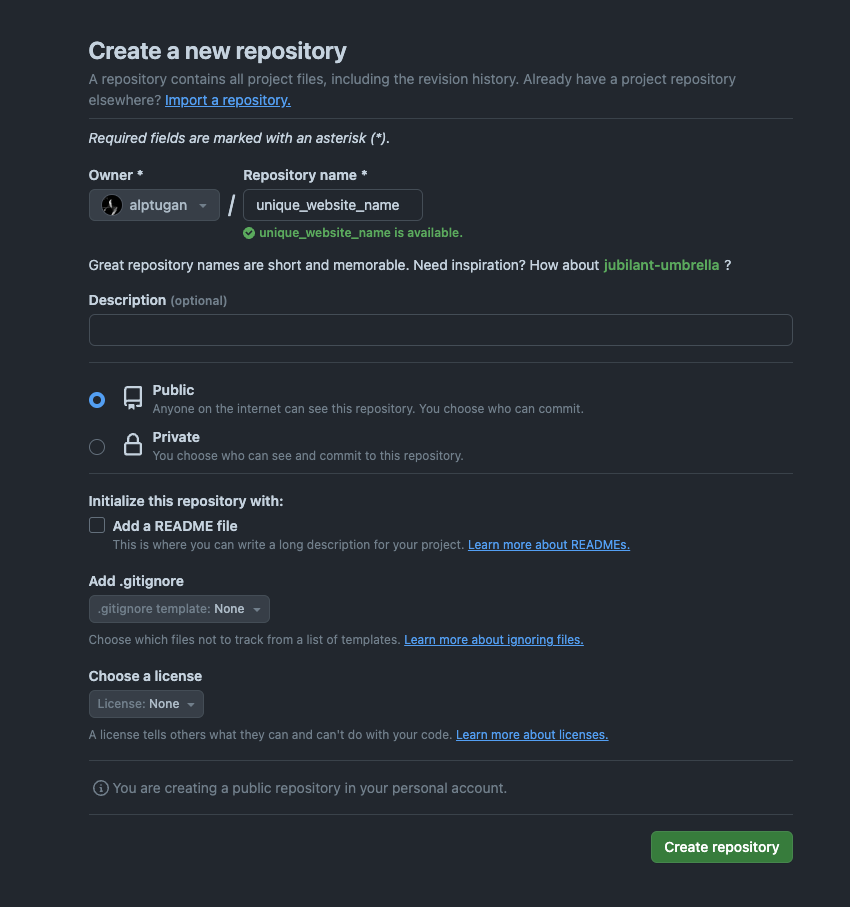 Create a new repository
A repository contains all project files, including the revision history. Already have a project repository
elsewhere? Import a repository.
Required fields are marked with an asterisk (*).
Owner * Repository name *
alptugan / unique_website_name
unique_website_name is available.
Great repository names are short and memorable. Need inspiration? How about jubilant-umbrella ?
Description (optional)
Public
Anyone on the internet can see this repository. You choose who can commit.
Private
You choose who can see and commit to this repository.
Initialize this repository with:
Add a README file
This is where you can write a long description for your project. Learn more about READMEs.
Add .gitignore
.gitignore template: None
Choose which files not to track from a list of templates. Learn more about ignoring files.
Choose a license
License: None
A license tells others what they can and can't do with your code. Learn more about licenses.
You are creating a public repository in your personal account.
Create repository